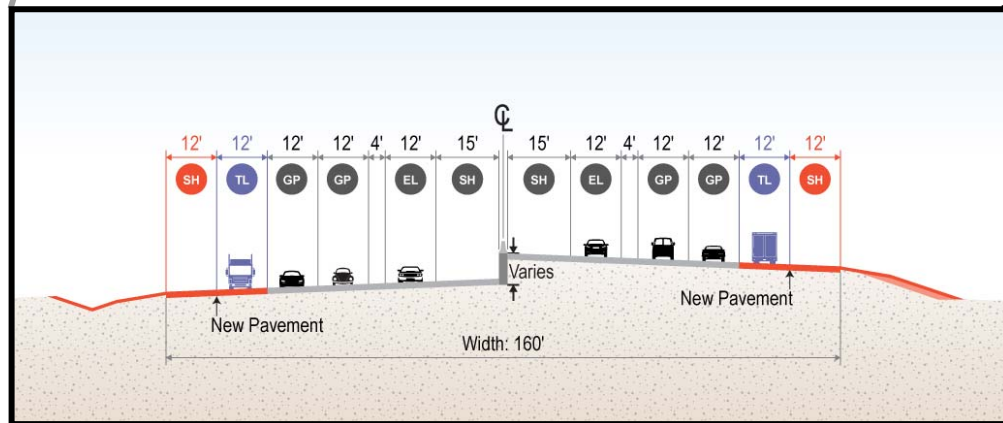 ℄
12' 12' 12' 12' 4' 12' 15' 15' 12' 4' 12' 12' 12' 12'
SH TL GP GP EL SH SH EL GP GP TL SH
Varies
New Pavement
New Pavement
Width: 160'